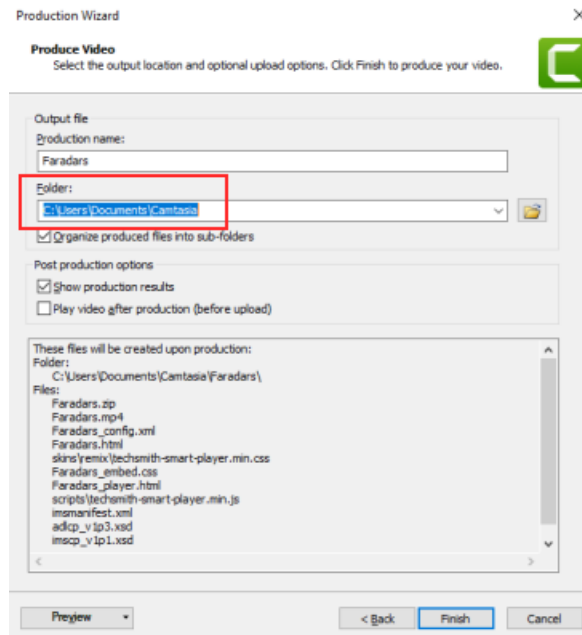 Production Wizard
Produce Video
Select the output location and optional upload options. Click Finish to produce your video.
Output file
Production name:
Faradars
Folder:
C:\Users\Documents\Camtasia
Organize produced files into sub-folders
Post production options
Show production results
Play video after production (before upload)
These files will be created upon production:
Folder:
C:\Users\Documents\Camtasia\Faradars\
Files:
Faradars.zip
Faradars.mp4
Faradars_config.xml
Faradars.html
skins\remix\techsmith-smart-player.min.css
Faradars_embed.css
Faradars_player.html
scripts\techsmith-smart-player.min.js
imsmanifest.xml
adlcp_v1p3.xsd
imscp_v1p1.xsd
Preview
< Back
Finish
Cancel